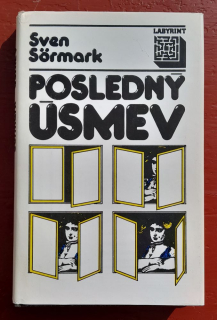 Sven
Sörmark
LABYRINT
POSLEDNÝ
ÚSMEV